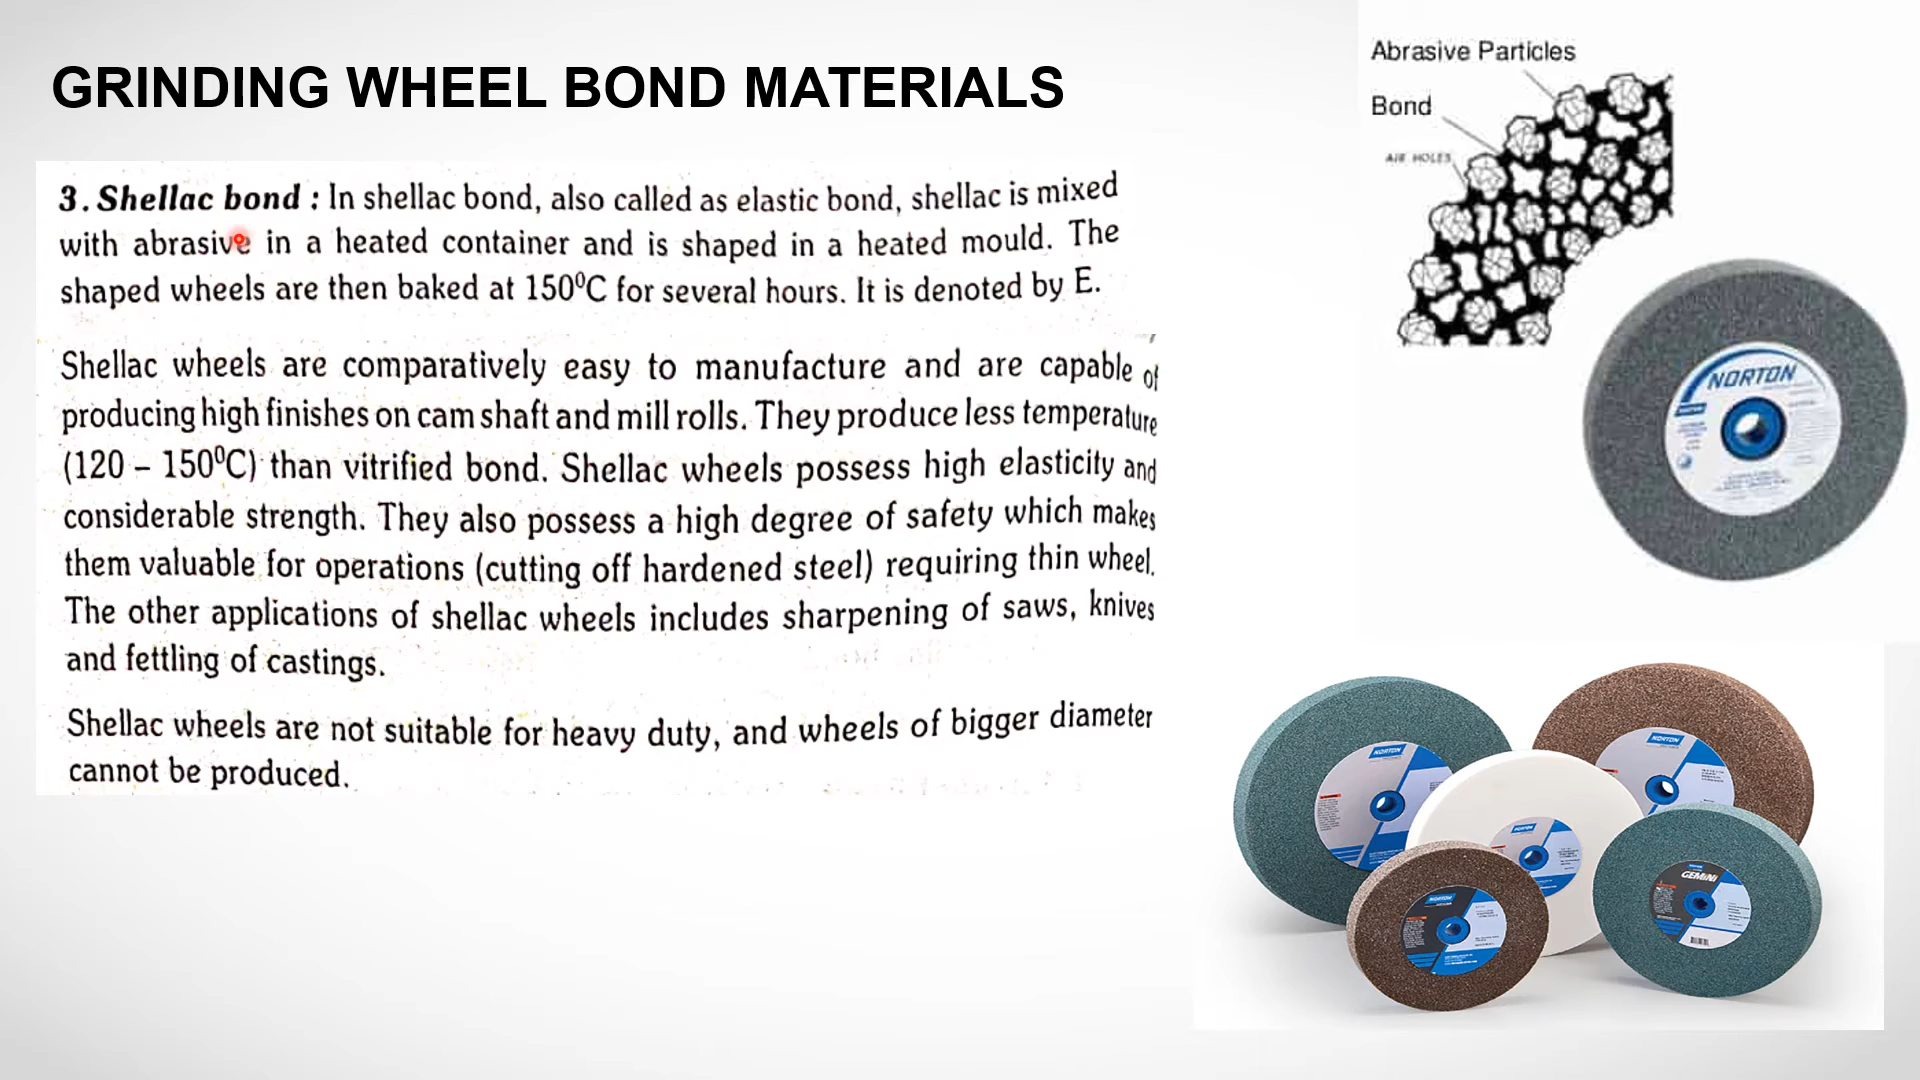 GRINDING WHEEL BOND MATERIALS
3. Shellac bond : In shellac bond, also called as elastic bond, shellac is mixed
with abrasive in a heated container and is shaped in a heated mould. The
shaped wheels are then baked at 150⁰C for several hours. It is denoted by E.
Shellac wheels are comparatively easy to manufacture and are capable of
producing high finishes on cam shaft and mill rolls. They produce less temperature
(120 – 150⁰C) than vitrified bond. Shellac wheels possess high elasticity and
considerable strength. They also possess a high degree of safety which makes
them valuable for operations (cutting off hardened steel) requiring thin wheel.
The other applications of shellac wheels includes sharpening of saws, knives
and fettling of castings.
Shellac wheels are not suitable for heavy duty, and wheels of bigger diameter
cannot be produced.
Abrasive Particles
Bond
AIR HOLES
NORTON
NORTON
NORTON
NORTON
NORTON
GEMINI